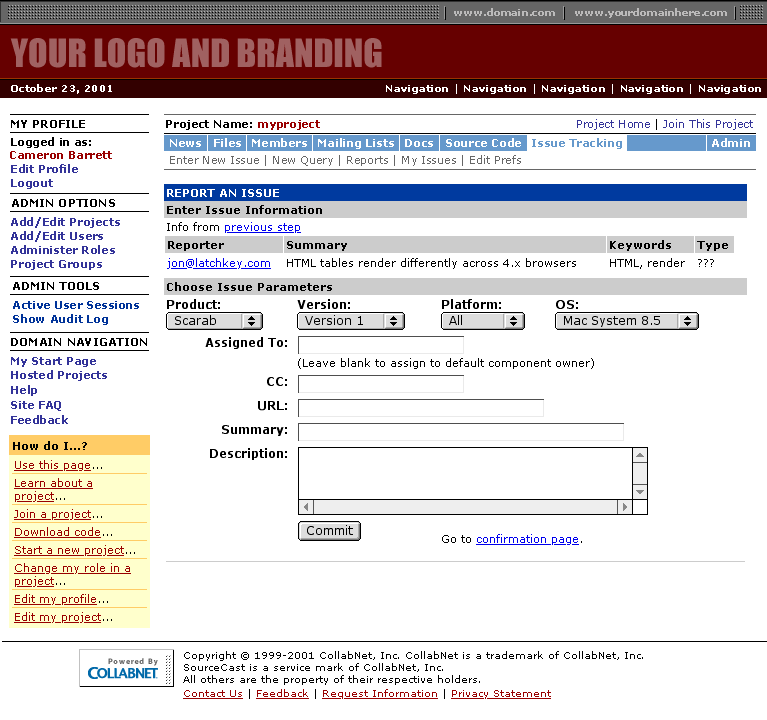 www.domain.com | www.yourdomainhere.com
YOUR LOGO AND BRANDING
October 23, 2001
Navigation | Navigation | Navigation | Navigation | Navigation
MY PROFILE
Logged in as:
Cameron Barrett
Edit Profile
Logout
ADMIN OPTIONS
Add/Edit Projects
Add/Edit Users
Administer Roles
Project Groups
ADMIN TOOLS
Active User Sessions
Show Audit Log
DOMAIN NAVIGATION
My Start Page
Hosted Projects
Help
Site FAQ
Feedback
How do I...?
Use this page...
Learn about a
project...
Join a project...
Download code...
Start a new project...
Change my role in a
project...
Edit my profile...
Edit my project...
Project Name: myproject
Project Home | Join This Project
News Files Members Mailing Lists Docs Source Code Issue Tracking Admin
Enter New Issue | New Query | Reports | My Issues | Edit Prefs
REPORT AN ISSUE
Enter Issue Information
Info from previous step
Reporter Summary Keywords Type
jon@latchkey.com HTML tables render differently across 4.x browsers HTML, render ???
Choose Issue Parameters
Product: Version: Platform: OS:
Scarab Version 1 All Mac System 8.5
Assigned To:
(Leave blank to assign to default component owner)
CC:
URL:
Summary:
Description:
Commit
Go to confirmation page.
Powered By
COLLABNET
Copyright © 1999-2001 CollabNet, Inc. CollabNet is a trademark of CollabNet, Inc.
SourceCast is a service mark of CollabNet, Inc.
All others are the property of their respective holders.
Contact Us | Feedback | Request Information | Privacy Statement